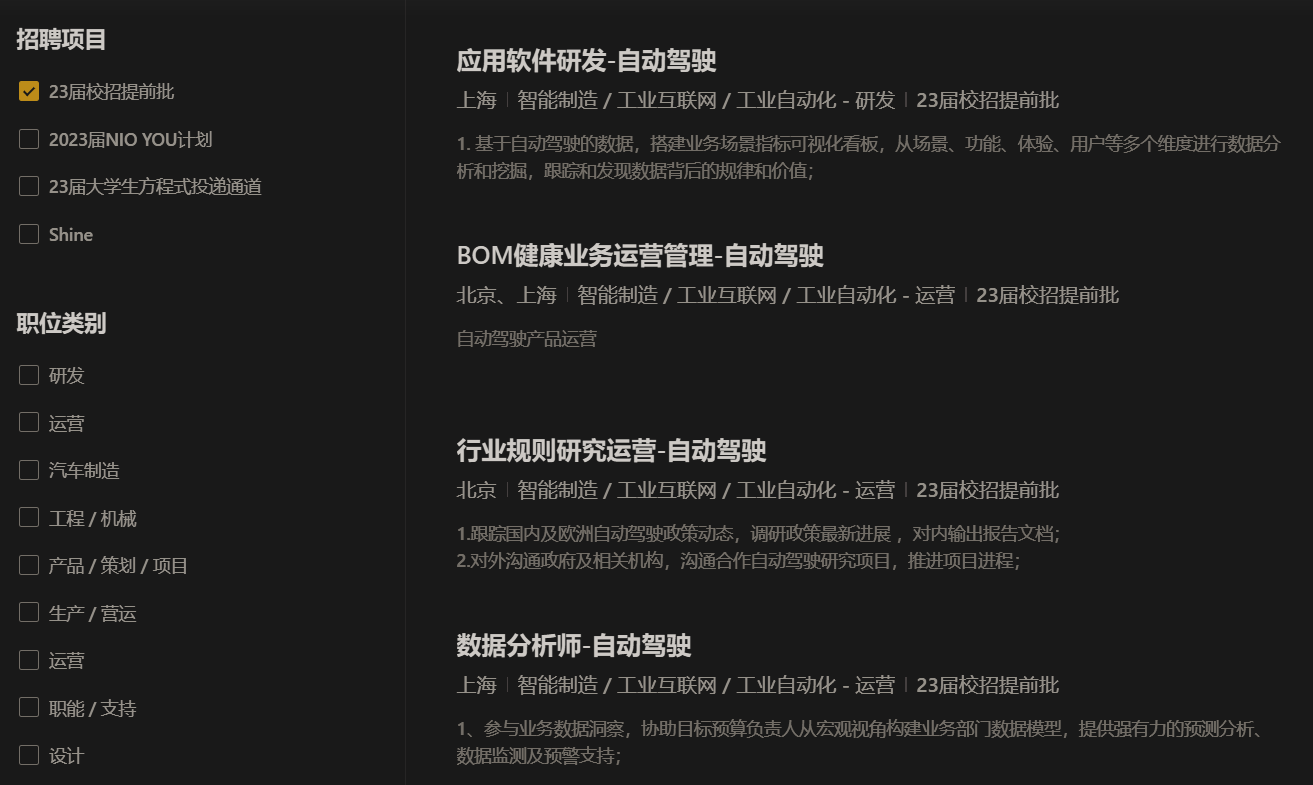 招聘项目
23届校招提前批
2023届NIO YOU计划
23届大学生方程式投递通道
Shine
职位类别
研发
运营
汽车制造
工程 / 机械
产品 / 策划 / 项目
生产 / 营运
运营
职能 / 支持
设计
应用软件研发-自动驾驶
上海 | 智能制造 / 工业互联网 / 工业自动化 - 研发 | 23届校招提前批
1. 基于自动驾驶的数据，搭建业务场景指标可视化看板，从场景、功能、体验、用户等多个维度进行数据分
析和挖掘，跟踪和发现数据背后的规律和价值；
BOM健康业务运营管理-自动驾驶
北京、上海 | 智能制造 / 工业互联网 / 工业自动化 - 运营 | 23届校招提前批
自动驾驶产品运营
行业规则研究运营-自动驾驶
北京 | 智能制造 / 工业互联网 / 工业自动化 - 运营 | 23届校招提前批
1.跟踪国内及欧洲自动驾驶政策动态，调研政策最新进展 ，对内输出报告文档；
2.对外沟通政府及相关机构，沟通合作自动驾驶研究项目，推进项目进程；
数据分析师-自动驾驶
上海 | 智能制造 / 工业互联网 / 工业自动化 - 运营 | 23届校招提前批
1、参与业务数据洞察，协助目标预算负责人从宏观视角构建业务部门数据模型，提供强有力的预测分析、
数据监测及预警支持；